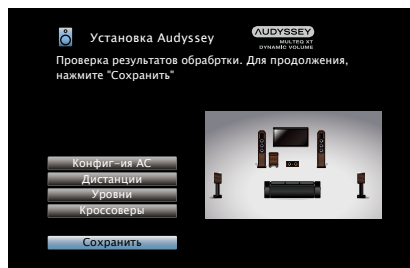 Установка Audyssey
AUDYSSEY
MULTEQ XT
DYNAMIC VOLUME
Проверка результатов обрабртки. Для продолжения,
нажмите "Сохранить"
Конфиг-ия АС
Дистанции
Уровни
Кроссоверы
Сохранить